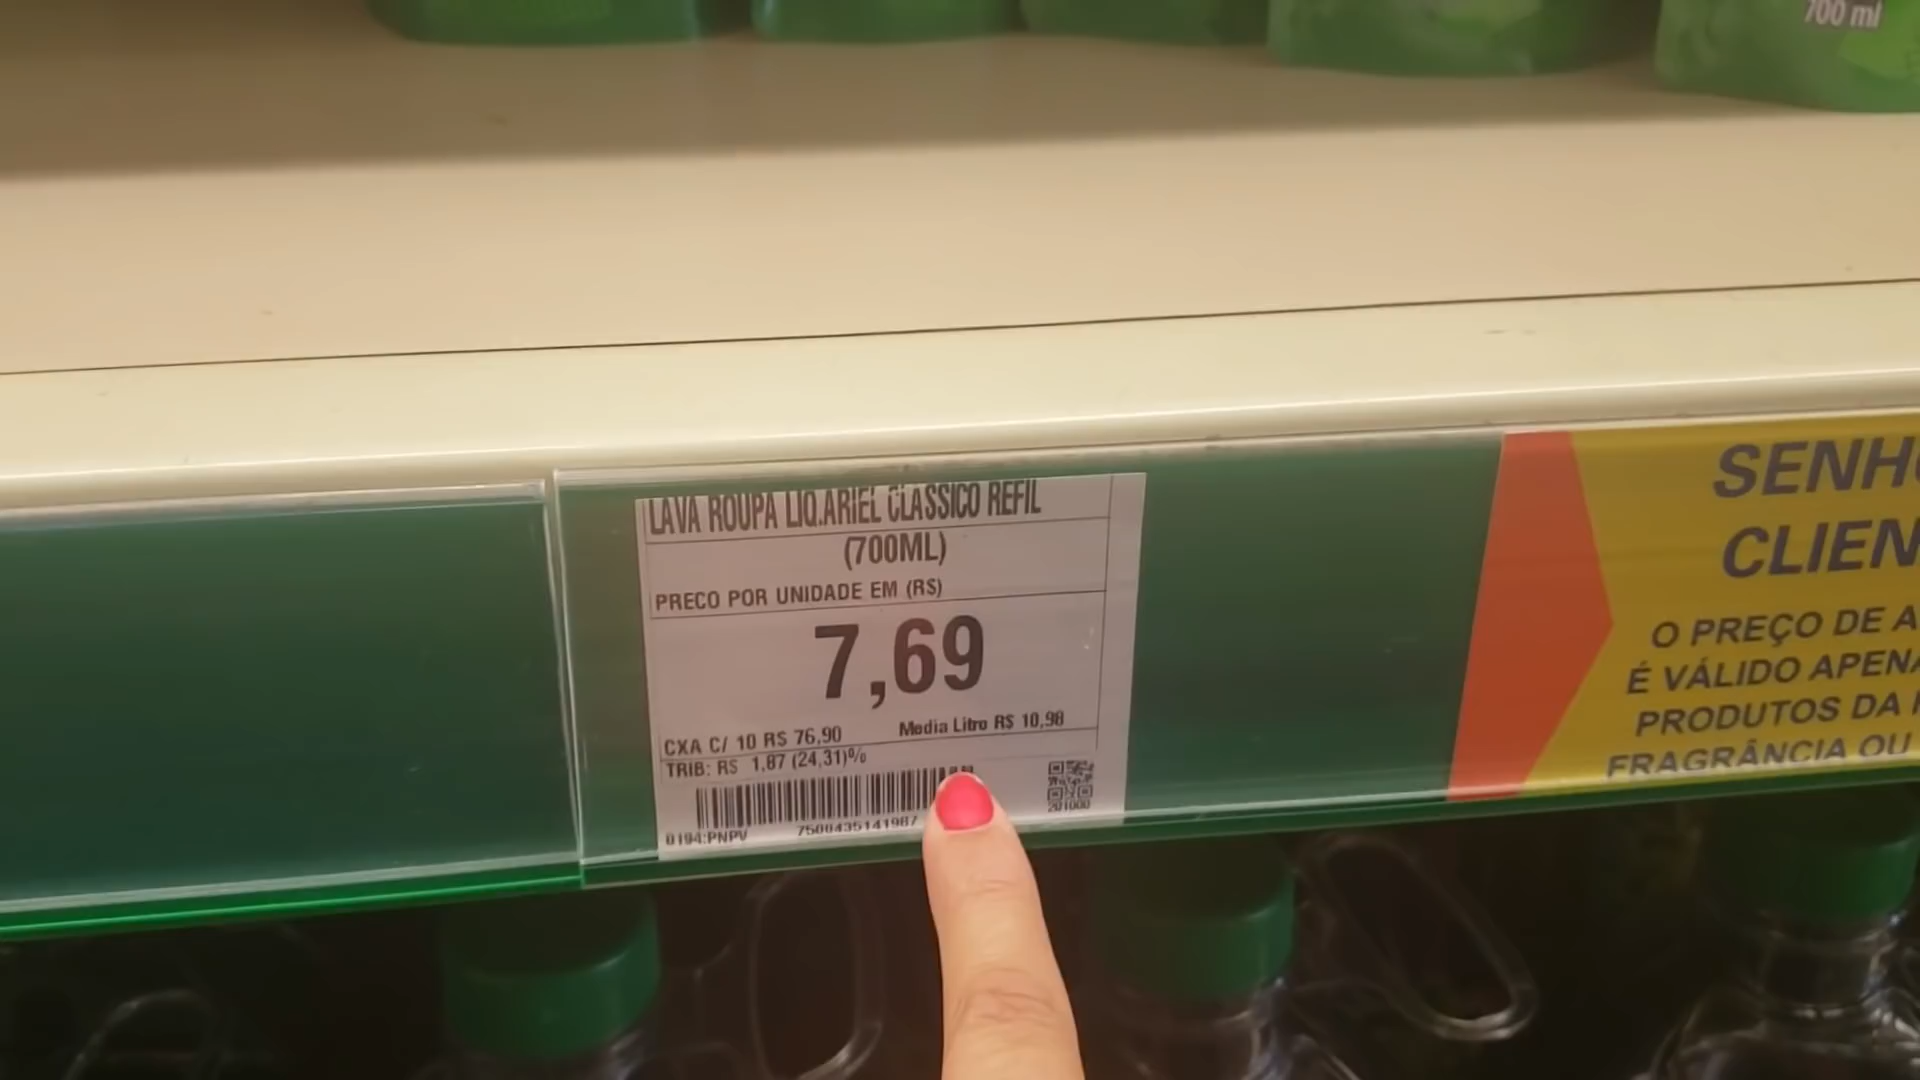 700 ml
LAVA ROUPA LIQ.ARIEL CLASSICO REFIL
(700ML)
PRECO POR UNIDADE EM (R$)
7,69
CXA C/ 10 R$ 76,90
Media Litro R$ 10,98
TRIB: R$ 1,87 (24,31)%
0194:PNPV
7500435141987
201000
SENHO
CLIEN
O PREÇO DE A
É VÁLIDO APENA
PRODUTOS DA
FRAGRÂNCIA OU